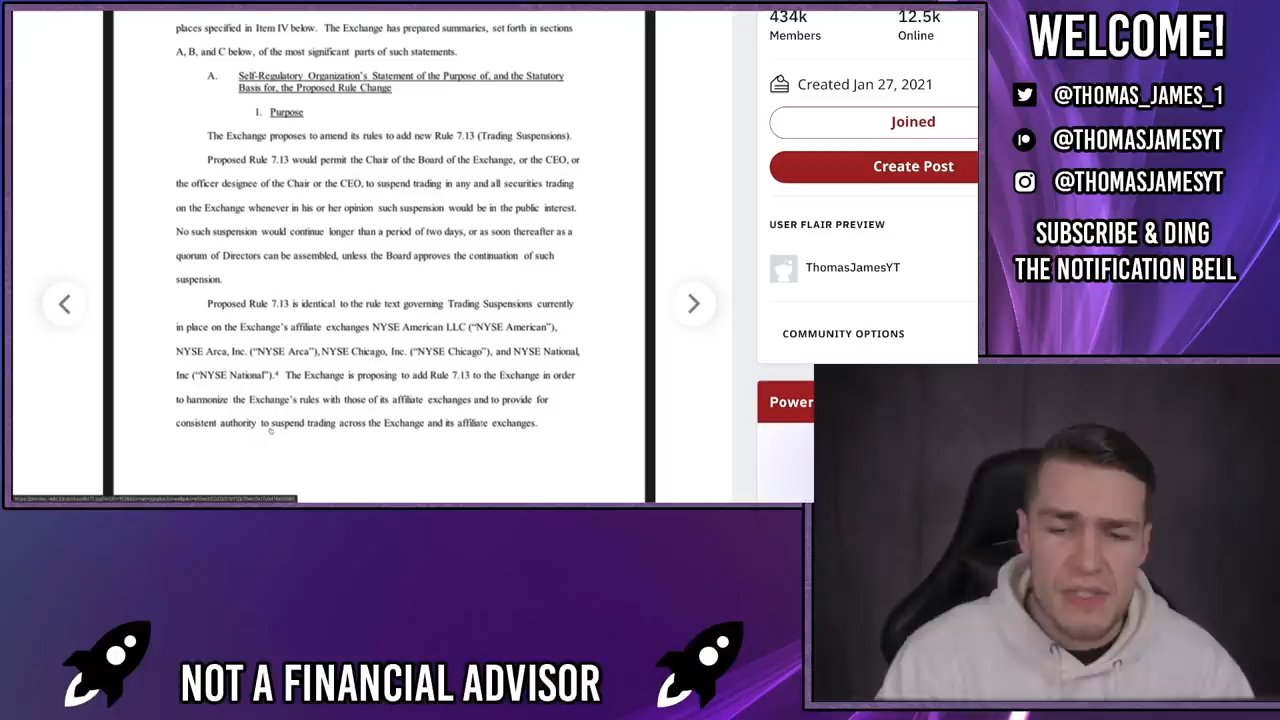 places specified in Item IV below. The Exchange has prepared summaries, set forth in sections
A, B, and C below, of the most significant parts of such statements.
A. Self-Regulatory Organization's Statement of the Purpose of, and the Statutory
Basis for, the Proposed Rule Change
1. Purpose
The Exchange proposes to amend its rules to add new Rule 7.13 (Trading Suspensions).
Proposed Rule 7.13 would permit the Chair of the Board of the Exchange, or the CEO, or
the officer designee of the Chair or the CEO, to suspend trading in any and all securities trading
on the Exchange whenever in his or her opinion such suspension would be in the public interest.
No such suspension would continue longer than a period of two days, or as soon thereafter as a
quorum of Directors can be assembled, unless the Board approves the continuation of such
suspension.
Proposed Rule 7.13 is identical to the rule text governing Trading Suspensions currently
in place on the Exchange's affiliate exchanges NYSE American LLC ("NYSE American"),
NYSE Arca, Inc. ("NYSE Arca"), NYSE Chicago, Inc. ("NYSE Chicago"), and NYSE National,
Inc ("NYSE National").4 The Exchange is proposing to add Rule 7.13 to the Exchange in order
to harmonize the Exchange's rules with those of its affiliate exchanges and to provide for
consistent authority to suspend trading across the Exchange and its affiliate exchanges.
434k 12.5k
Members Online
Created Jan 27, 2021
Joined
Create Post
USER FLAIR PREVIEW
ThomasJamesYT
COMMUNITY OPTIONS
Power
WELCOME!
@THOMAS_JAMES_1
@THOMASJAMESYT
@THOMASJAMESYT
SUBSCRIBE & DING
THE NOTIFICATION BELL
NOT A FINANCIAL ADVISOR